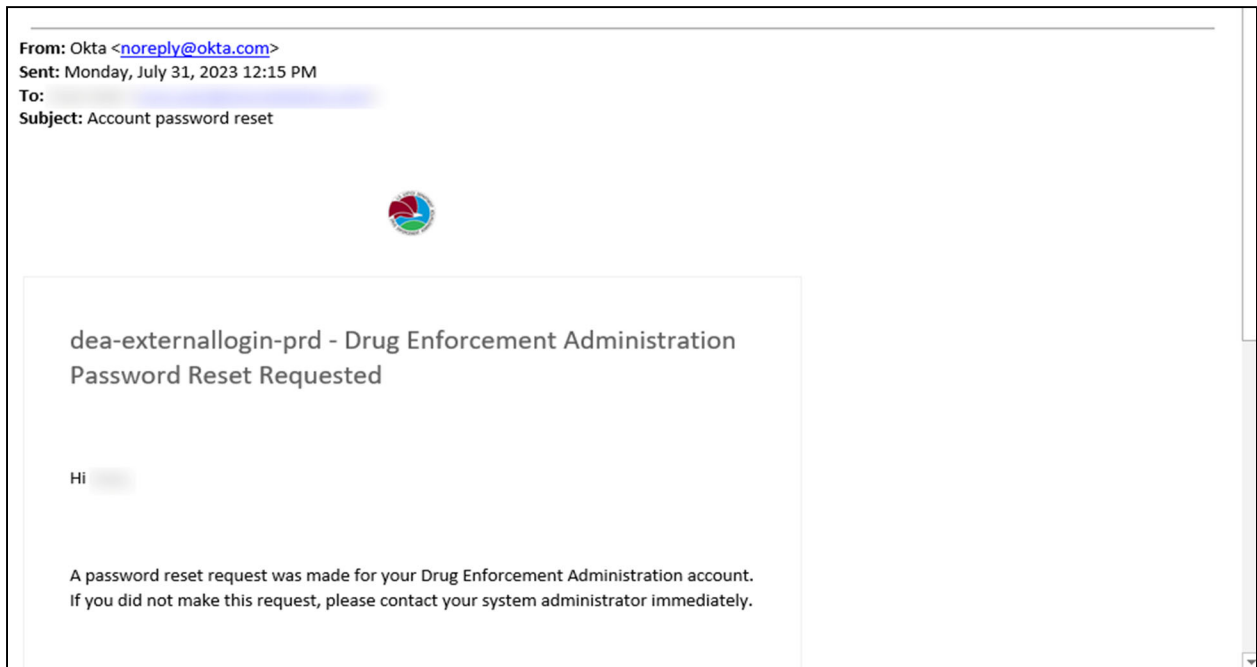 From: Okta <noreply@okta.com>
Sent: Monday, July 31, 2023 12:15 PM
To:
Subject: Account password reset
dea-externallogin-prd - Drug Enforcement Administration
Password Reset Requested
Hi
A password reset request was made for your Drug Enforcement Administration account.
If you did not make this request, please contact your system administrator immediately.